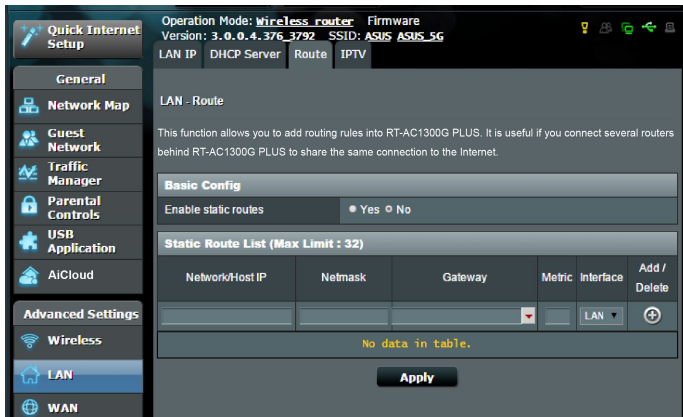 Quick Internet
Setup
Operation Mode: Wireless router Firmware
Version: 3.0.0.4.376_3792 SSID: ASUS ASUS_5G
LAN IP DHCP Server Route IPTV
General
Network Map
Guest
Network
Traffic
Manager
Parental
Controls
USB
Application
AiCloud
Advanced Settings
Wireless
LAN
WAN
LAN - Route
This function allows you to add routing rules into RT-AC1300G PLUS. It is useful if you connect several routers
behind RT-AC1300G PLUS to share the same connection to the Internet.
Basic Config
Enable static routes Yes No
Static Route List (Max Limit : 32)
Network/Host IP Netmask Gateway Metric Interface Add /
Delete
LAN
No data in table.
Apply